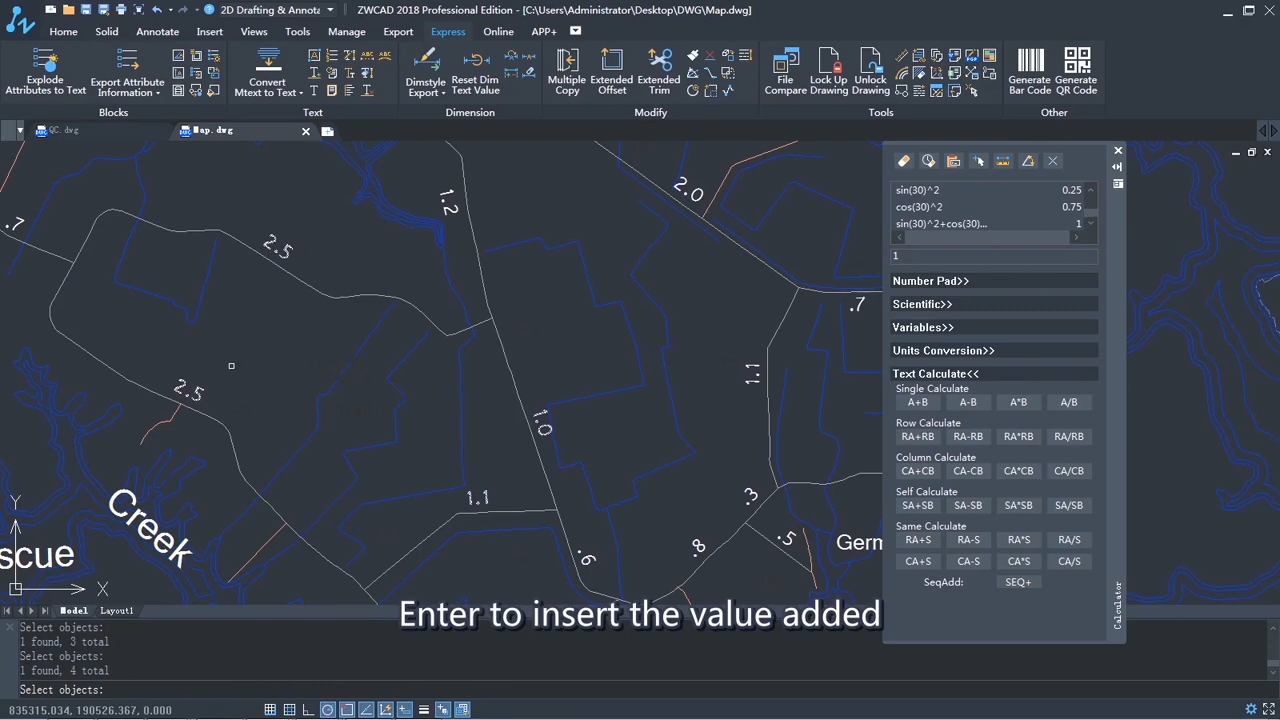 2D Drafting & Annota
ZWCAD 2018 Professional Edition - [C:\Users\Administrator\Desktop\DWG\Map.dwg]
Home Solid Annotate Insert Views Tools Manage Export Express Online APP+
Explode
Attributes to Text
Export Attribute
Information
Convert
Mtext to Text
Dimstyle
Export
Reset Dim
Text Value
Multiple
Copy
Extended
Offset
Extended
Trim
File
Compare
Lock Up
Drawing
Unlock
Drawing
Generate
Bar Code
Generate
QR Code
Blocks Text Dimension Modify Tools Other
QC.dwg Map.dwg
sin(30)^2 0.25
cos(30)^2 0.75
sin(30)^2+cos(30)... 1
1
Number Pad>>
Scientific>>
Variables>>
Units Conversion>>
Text Calculate<<
Single Calculate
A+B A-B A*B A/B
Row Calculate
RA+RB RA-RB RA*RB RA/RB
Column Calculate
CA+CB CA-CB CA*CB CA/CB
Self Calculate
SA+SB SA-SB SA*SB SA/SB
Same Calculate
RA+S RA-S RA*S RA/S
CA+S CA-S CA*S CA/S
SeqAdd: SEQ+
Calculator
.7
2.5
1.2
2.0
.7
2.5
1.0
1.1
1.1
.3
.6
.8
.5
Creek
scue
Germ
Y
X
Model Layout1
Enter to insert the value added
Select objects:
1 found, 3 total
Select objects:
1 found, 4 total
Select objects:
835315.034, 190526.367, 0.000